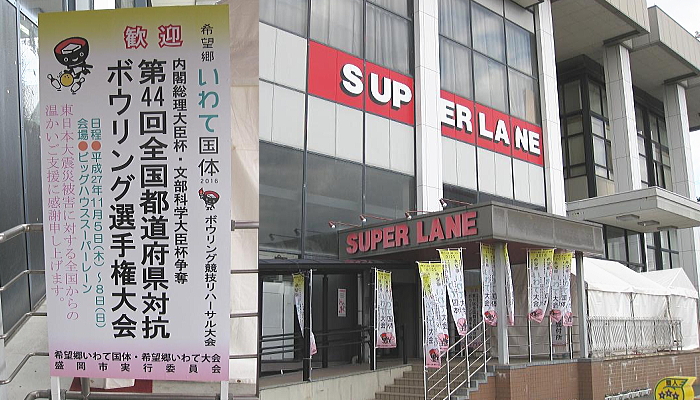 歓迎
希望郷いわて国体2016 ボウリング競技リハーサル大会
内閣総理大臣杯・文部科学大臣杯争奪
第44回全国都道府県対抗
ボウリング選手権大会
日程●平成27年11月5日(木)～8日(日)
会場●ビッグハウススーパーレーン
東日本大震災被害に対する全国からの
温かいご支援に感謝申し上げます。
希望郷いわて国体・希望郷いわて大会
盛岡市実行委員会
SUPER LANE
SUPER LANE